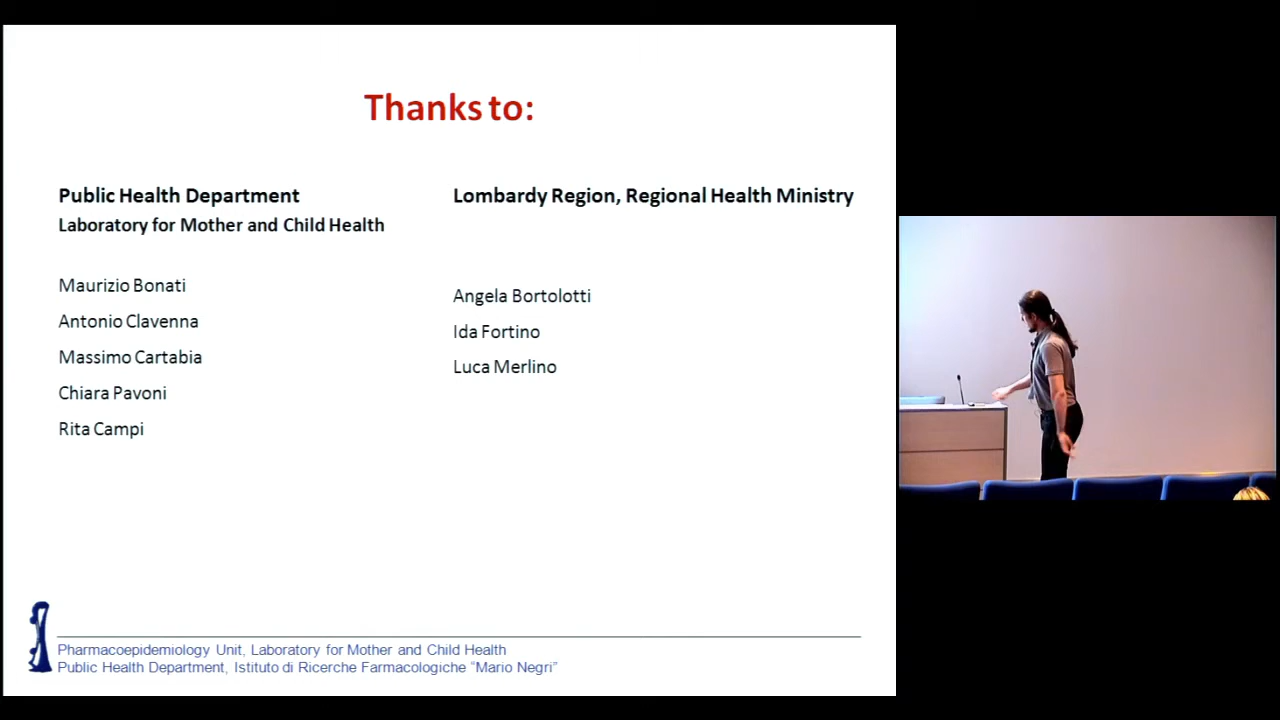 Thanks to:
Public Health Department
Laboratory for Mother and Child Health
Maurizio Bonati
Antonio Clavenna
Massimo Cartabia
Chiara Pavoni
Rita Campi
Lombardy Region, Regional Health Ministry
Angela Bortolotti
Ida Fortino
Luca Merlino
Pharmacoepidemiology Unit, Laboratory for Mother and Child Health
Public Health Department, Istituto di Ricerche Farmacologiche “Mario Negri”